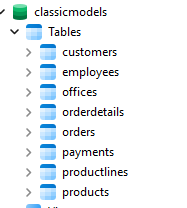 classicmodels
Tables
customers
employees
offices
orderdetails
orders
payments
productlines
products